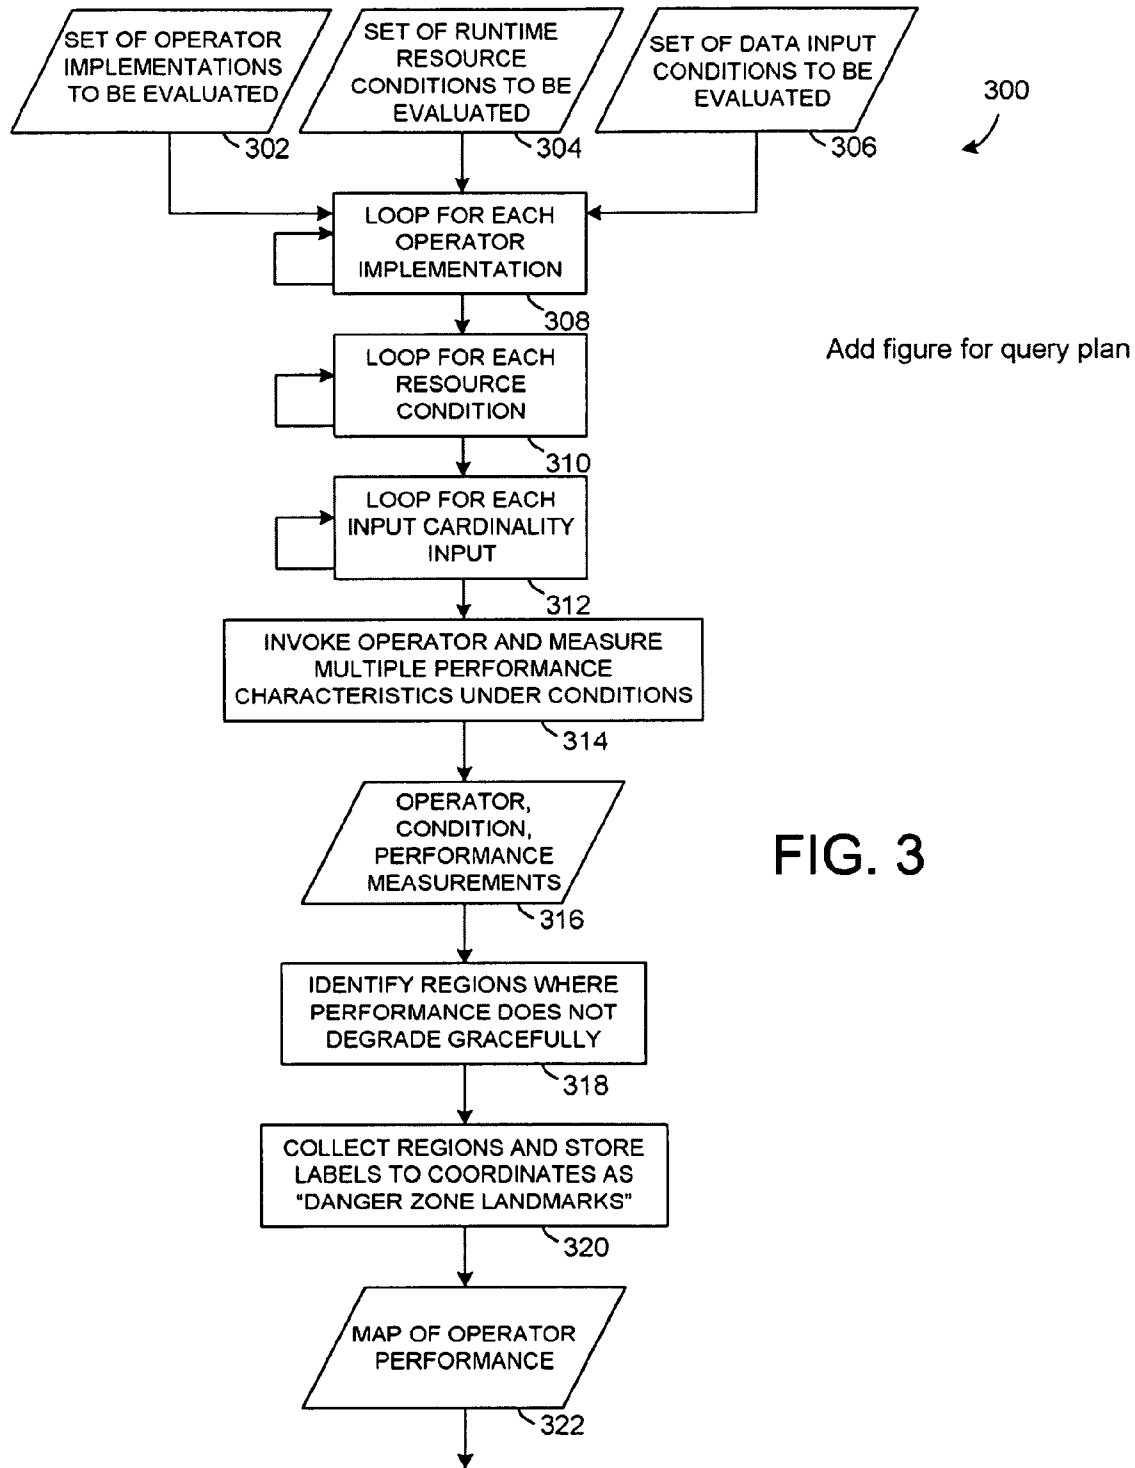 SET OF OPERATOR
IMPLEMENTATIONS
TO BE EVALUATED
302
SET OF RUNTIME
RESOURCE
CONDITIONS TO BE
EVALUATED
304
SET OF DATA INPUT
CONDITIONS TO BE
EVALUATED
306
300
LOOP FOR EACH
OPERATOR
IMPLEMENTATION
308
Add figure for query plan
LOOP FOR EACH
RESOURCE
CONDITION
310
LOOP FOR EACH
INPUT CARDINALITY
INPUT
312
INVOKE OPERATOR AND MEASURE
MULTIPLE PERFORMANCE
CHARACTERISTICS UNDER CONDITIONS
314
OPERATOR,
CONDITION,
PERFORMANCE
MEASUREMENTS
316
FIG. 3
IDENTIFY REGIONS WHERE
PERFORMANCE DOES NOT
DEGRADE GRACEFULLY
318
COLLECT REGIONS AND STORE
LABELS TO COORDINATES AS
"DANGER ZONE LANDMARKS"
320
MAP OF OPERATOR
PERFORMANCE
322